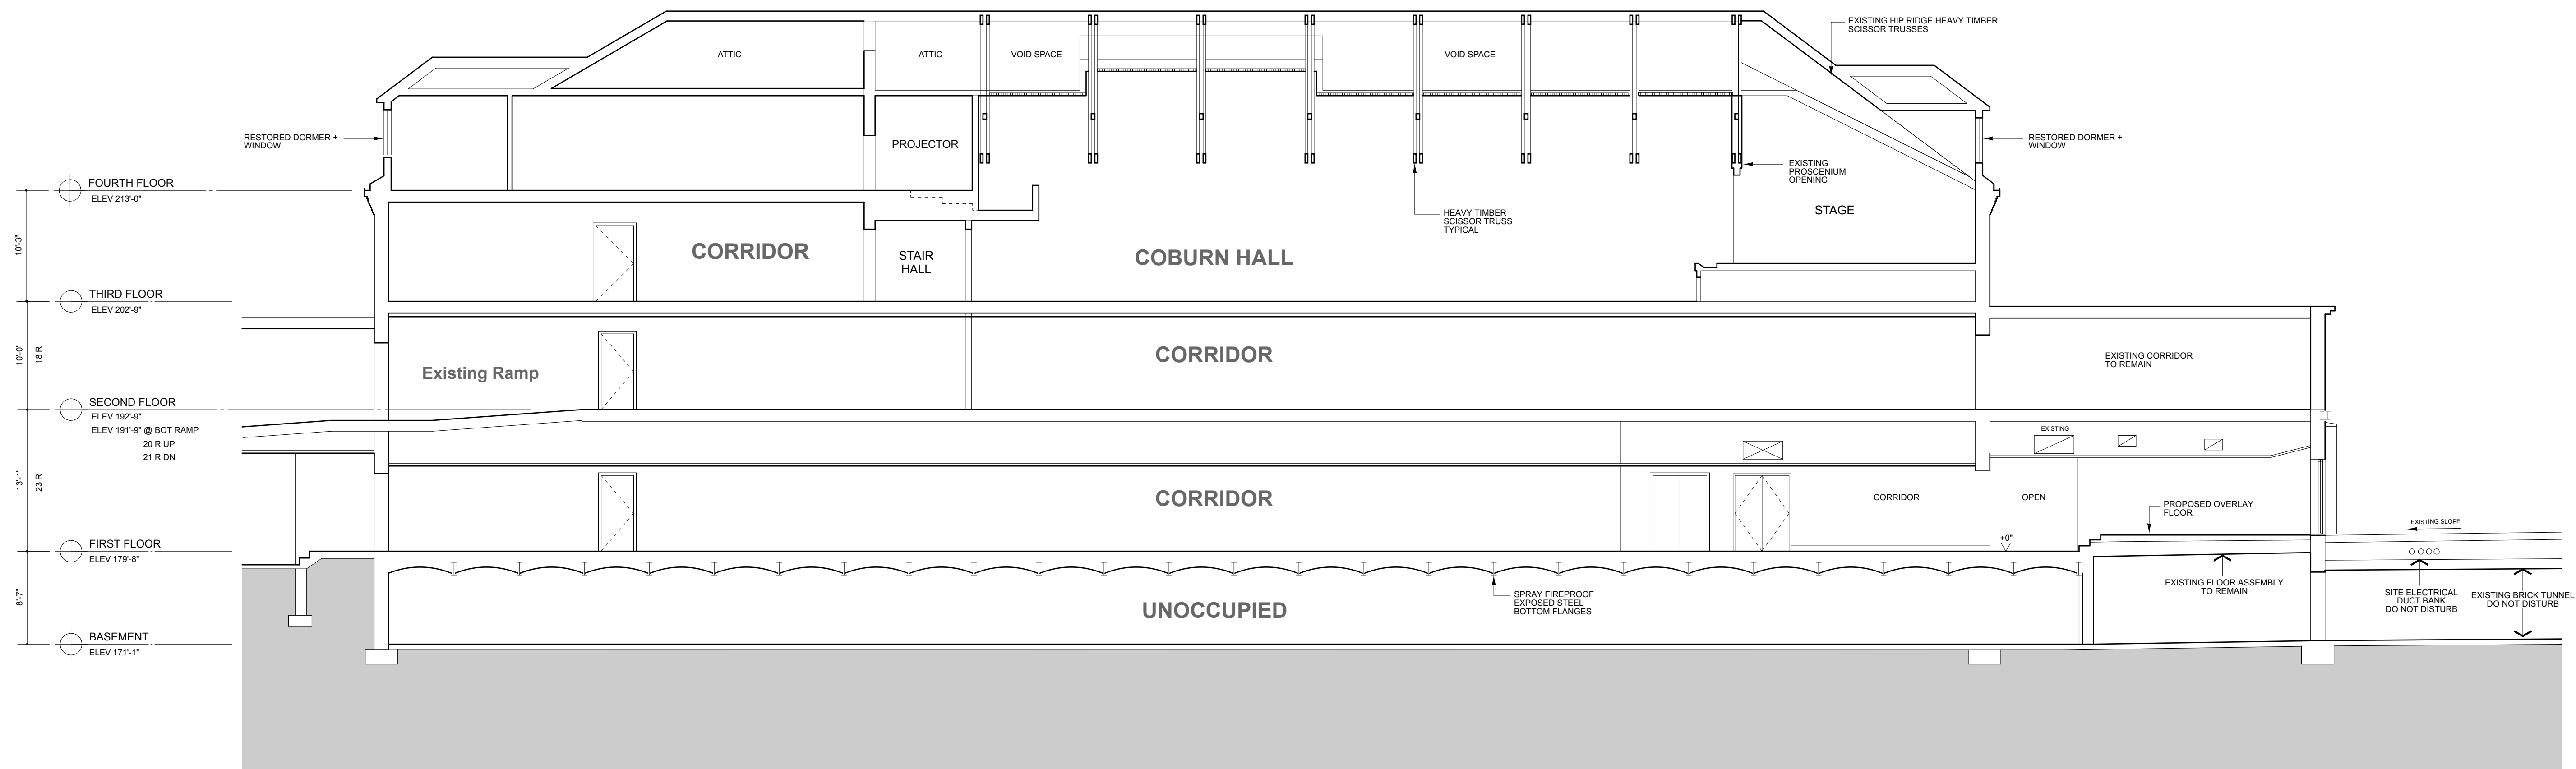 EXISTING HIP RIDGE HEAVY TIMBER
SCISSOR TRUSSES
ATTIC
ATTIC
VOID SPACE
VOID SPACE
RESTORED DORMER +
WINDOW
PROJECTOR
RESTORED DORMER +
WINDOW
EXISTING
PROSCENIUM
OPENING
FOURTH FLOOR
ELEV 213'-0"
HEAVY TIMBER
SCISSOR TRUSS
TYPICAL
STAGE
10'-3"
CORRIDOR
STAIR
HALL
COBURN HALL
THIRD FLOOR
ELEV 202'-9"
10'-0"
18 R
Existing Ramp
CORRIDOR
EXISTING CORRIDOR
TO REMAIN
SECOND FLOOR
ELEV 192'-9"
ELEV 191'-9" @ BOT RAMP
20 R UP
21 R DN
EXISTING
13'-1"
23 R
CORRIDOR
CORRIDOR
OPEN
PROPOSED OVERLAY
FLOOR
EXISTING SLOPE
+0"
FIRST FLOOR
ELEV 179'-8"
8'-7"
UNOCCUPIED
SPRAY FIREPROOF
EXPOSED STEEL
BOTTOM FLANGES
EXISTING FLOOR ASSEMBLY
TO REMAIN
SITE ELECTRICAL
DUCT BANK
DO NOT DISTURB
EXISTING BRICK TUNNEL
DO NOT DISTURB
BASEMENT
ELEV 171'-1"